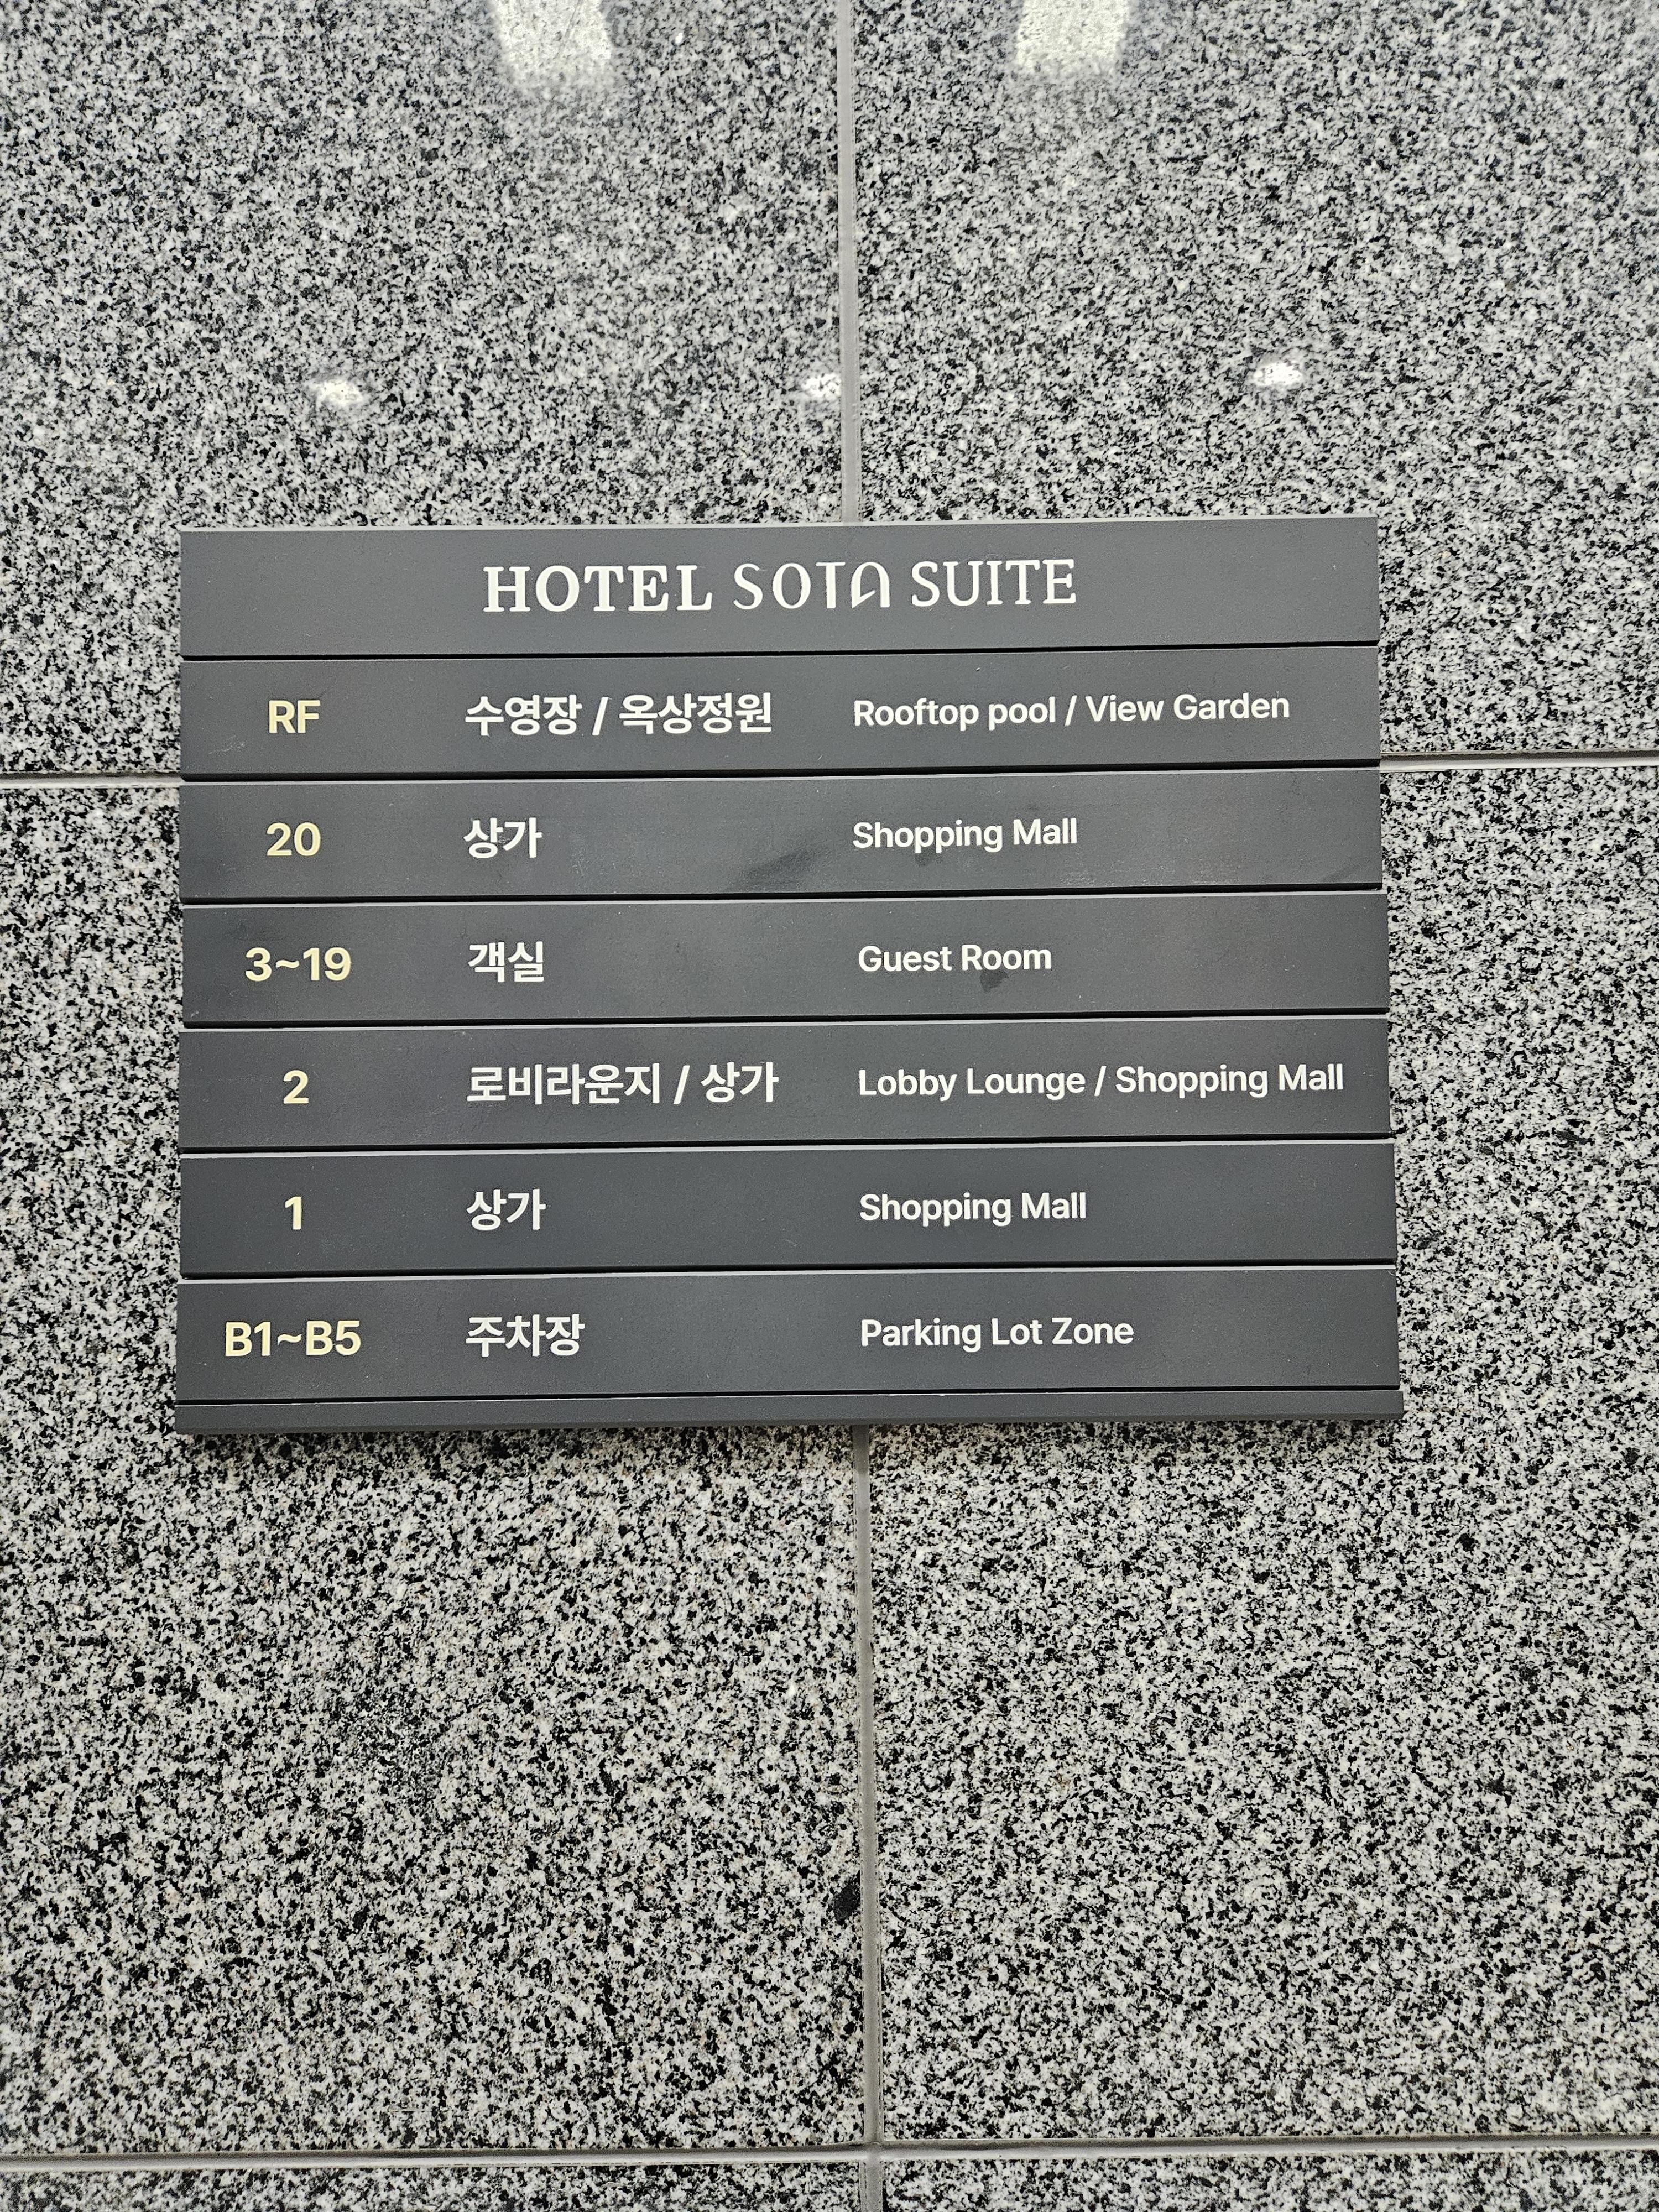 HOTEL SOTA SUITE
RF 수영장 / 옥상정원 Rooftop pool / View Garden
20 상가 Shopping Mall
3~19 객실 Guest Room
2 로비라운지 / 상가 Lobby Lounge / Shopping Mall
1 상가 Shopping Mall
B1~B5 주차장 Parking Lot Zone